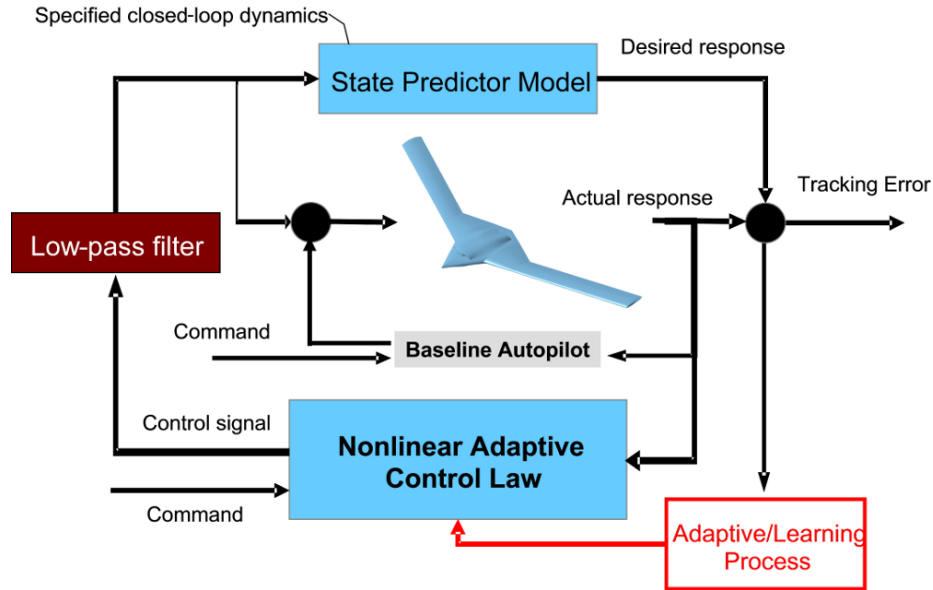 Specified closed-loop dynamics
Desired response
State Predictor Model
Actual response
Tracking Error
Low-pass filter
Command
Baseline Autopilot
Control signal
Nonlinear Adaptive
Control Law
Command
Adaptive/Learning
Process